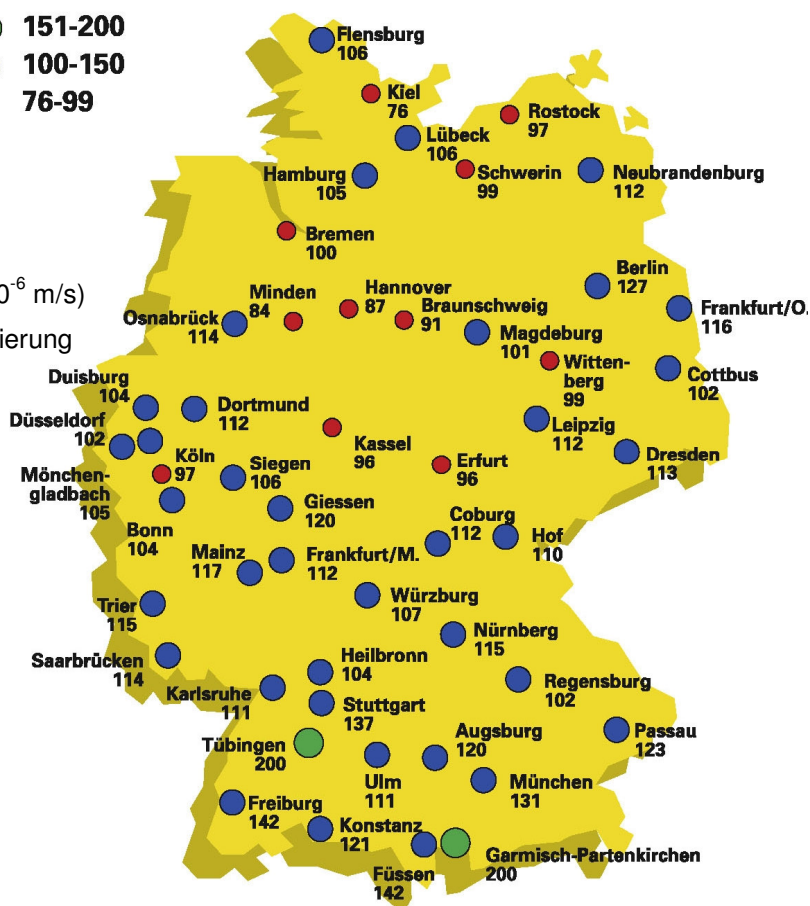 151-200
100-150
76-99
Flensburg
106
Kiel
76
Rostock
97
Lübeck
106
Schwerin
99
Neubrandenburg
112
Hamburg
105
Bremen
100
Berlin
127
0⁻⁶ m/s)
Minden
84
Hannover
87
Braunschweig
91
Frankfurt/O.
116
Osnabrück
114
Magdeburg
101
ierung
Witten-
berg
99
Cottbus
102
Duisburg
104
Dortmund
112
Düsseldorf
102
Leipzig
112
Kassel
96
Köln
97
Siegen
106
Erfurt
96
Dresden
113
Mönchen-
gladbach
105
Giessen
120
Bonn
104
Coburg
112
Hof
110
Mainz
117
Frankfurt/M.
112
Würzburg
107
Trier
115
Nürnberg
115
Saarbrücken
114
Heilbronn
104
Regensburg
102
Karlsruhe
111
Stuttgart
137
Tübingen
200
Augsburg
120
Passau
123
Ulm
111
München
131
Freiburg
142
Konstanz
121
Füssen
142
Garmisch-Partenkirchen
200